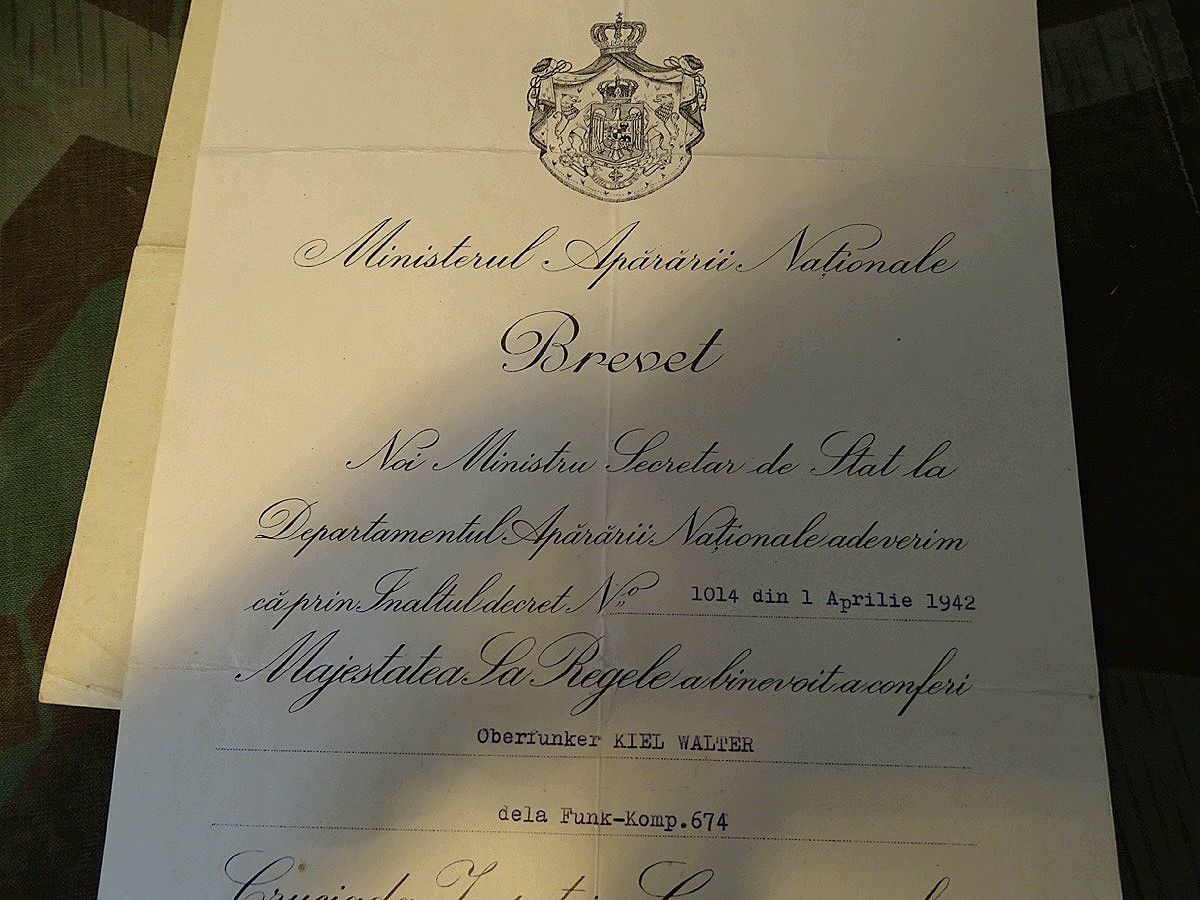 Ministerul Apărării Naționale
Brevet
Noi Ministru Secretar de Stat la
Departamentul Apărării Naționale adeverim
că prin Inaltul decret No 1014 din 1 Aprilie 1942
Majestatea Sa Regele a binevoit a conferi
Oberfunker KIEL WALTER
dela Funk-Komp.674
Cruciada